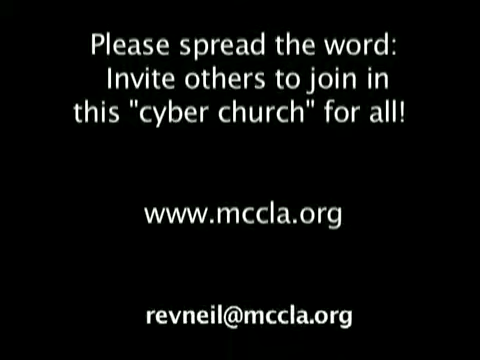 Please spread the word:
Invite others to join in
this "cyber church" for all!
www.mccla.org
revneil@mccla.org